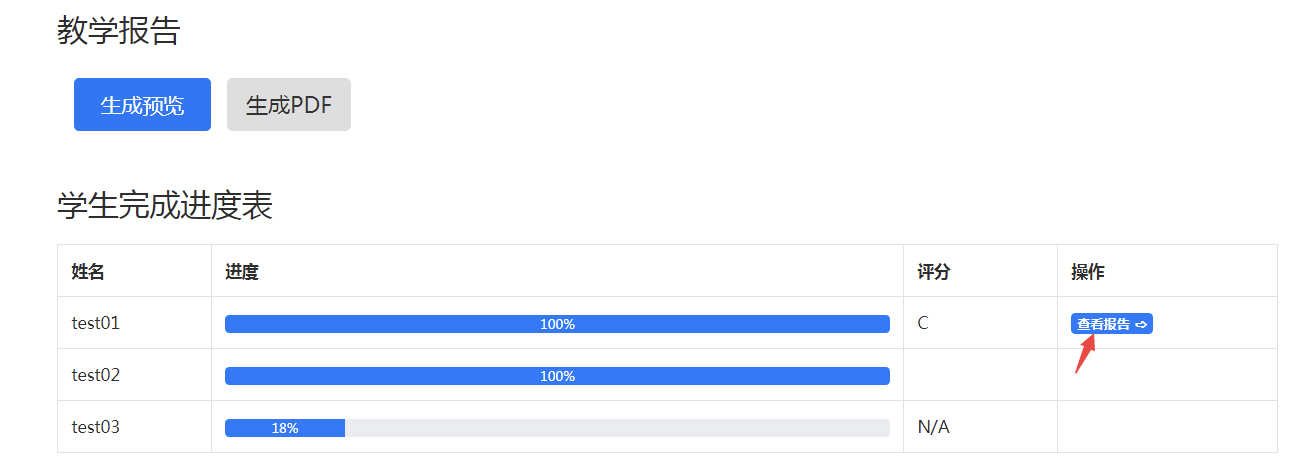 教学报告
生成预览 生成PDF
学生完成进度表
姓名 进度 评分 操作
test01 100% C 查看报告
test02 100%
test03 18% N/A